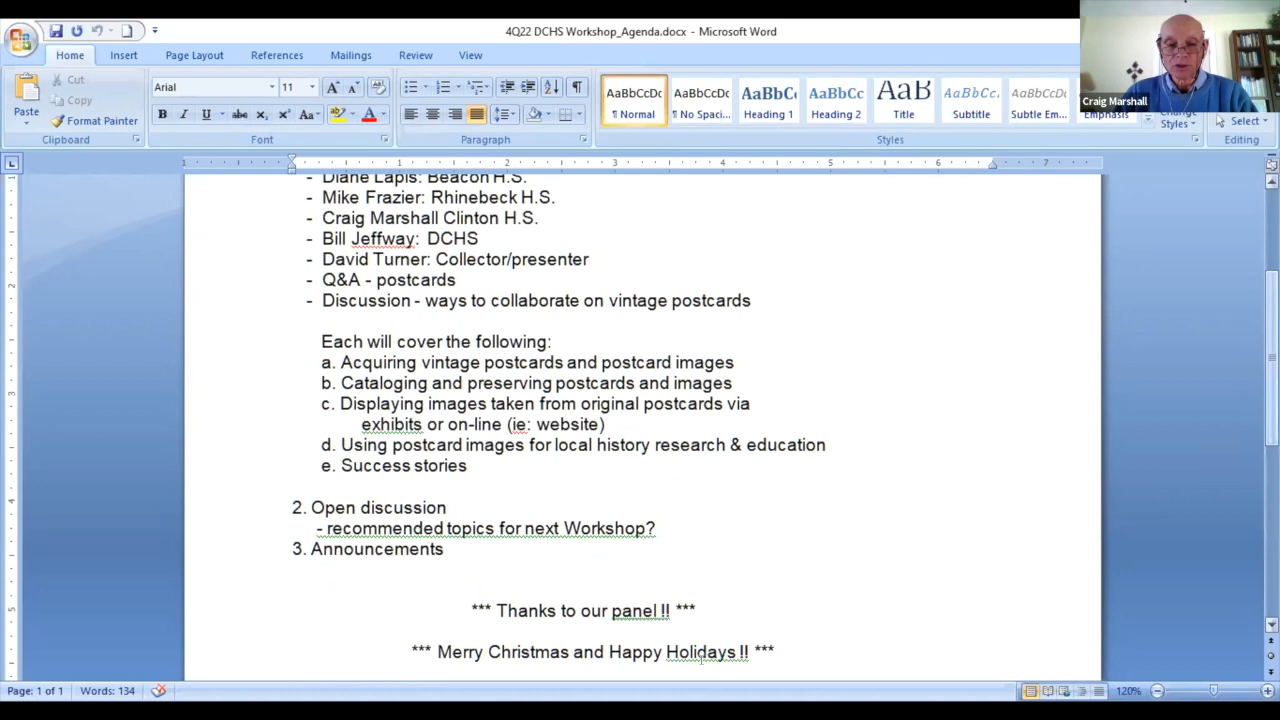 4Q22 DCHS Workshop_Agenda.docx - Microsoft Word
Home Insert Page Layout References Mailings Review View
Craig Marshall
Paste
Cut
Copy
Format Painter
Clipboard
Arial 11
Font
Paragraph
AaBbCcDc AaBbCcDc AaBbCc AaBbCc AaB AaBbCcL AaBbCcDc
¶ Normal ¶ No Spaci... Heading 1 Heading 2 Title Subtitle Subtle Em... Emphasis
Styles
Change Styles
Select
Editing
- Diane Lapis: Beacon H.S.
- Mike Frazier: Rhinebeck H.S.
- Craig Marshall Clinton H.S.
- Bill Jeffway: DCHS
- David Turner: Collector/presenter
- Q&A - postcards
- Discussion - ways to collaborate on vintage postcards
Each will cover the following:
a. Acquiring vintage postcards and postcard images
b. Cataloging and preserving postcards and images
c. Displaying images taken from original postcards via
exhibits or on-line (ie: website)
d. Using postcard images for local history research & education
e. Success stories
2. Open discussion
- recommended topics for next Workshop?
3. Announcements
*** Thanks to our panel !! ***
*** Merry Christmas and Happy Holidays !! ***
Page: 1 of 1 Words: 134 120%